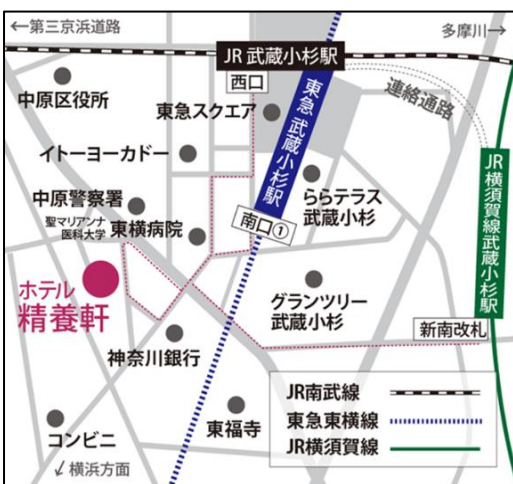 ←第三京浜道路
多摩川→
JR 武蔵小杉駅
西口
中原区役所
東急スクエア
東急 武蔵小杉駅
連絡通路
イトーヨーカドー
JR横須賀線武蔵小杉駅
ららテラス
武蔵小杉
中原警察署
聖マリアンナ
医科大学
東横病院
南口①
ホテル
精養軒
グランツリー
武蔵小杉
新南改札
神奈川銀行
JR南武線
東急東横線
JR横須賀線
東福寺
コンビニ
↙横浜方面